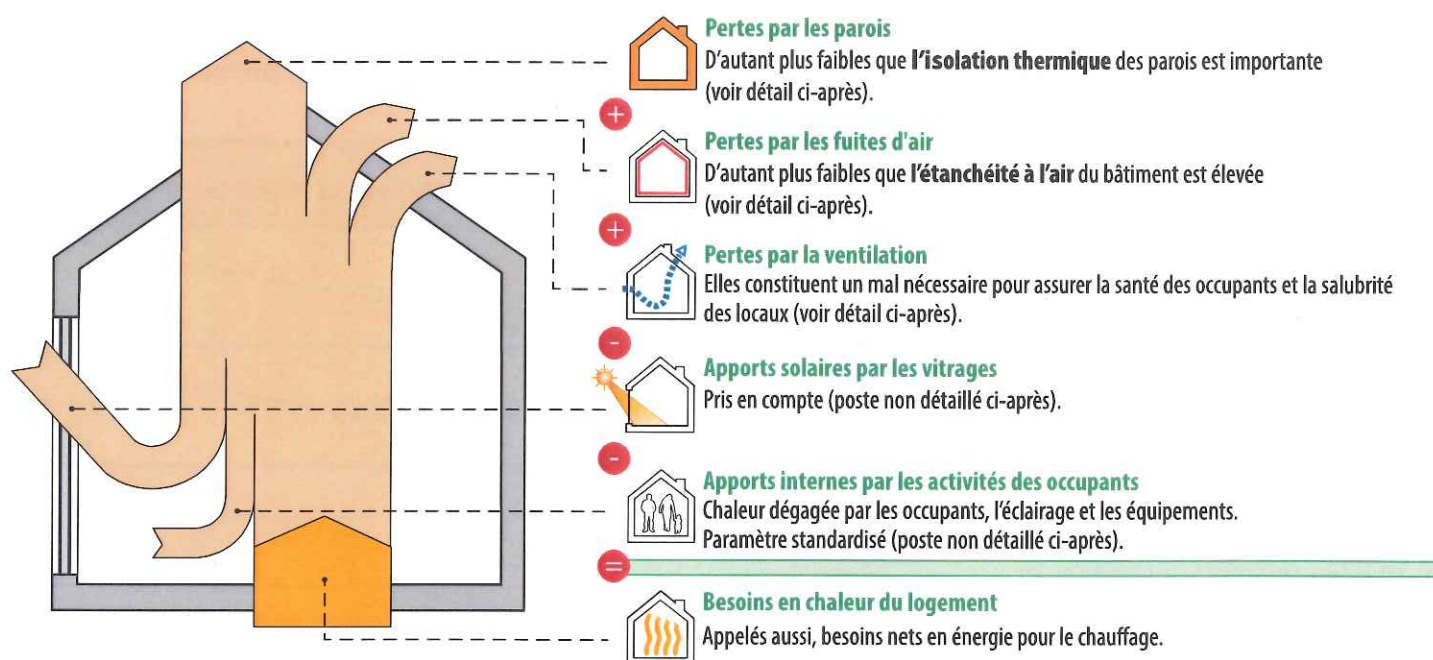 Pertes par les parois
D'autant plus faibles que l'isolation thermique des parois est importante
(voir détail ci-après).
+
Pertes par les fuites d'air
D'autant plus faibles que l'étanchéité à l'air du bâtiment est élevée
(voir détail ci-après).
+
Pertes par la ventilation
Elles constituent un mal nécessaire pour assurer la santé des occupants et la salubrité
des locaux (voir détail ci-après).
-
Apports solaires par les vitrages
Pris en compte (poste non détaillé ci-après).
-
Apports internes par les activités des occupants
Chaleur dégagée par les occupants, l'éclairage et les équipements.
Paramètre standardisé (poste non détaillé ci-après).
=
Besoins en chaleur du logement
Appelés aussi, besoins nets en énergie pour le chauffage.